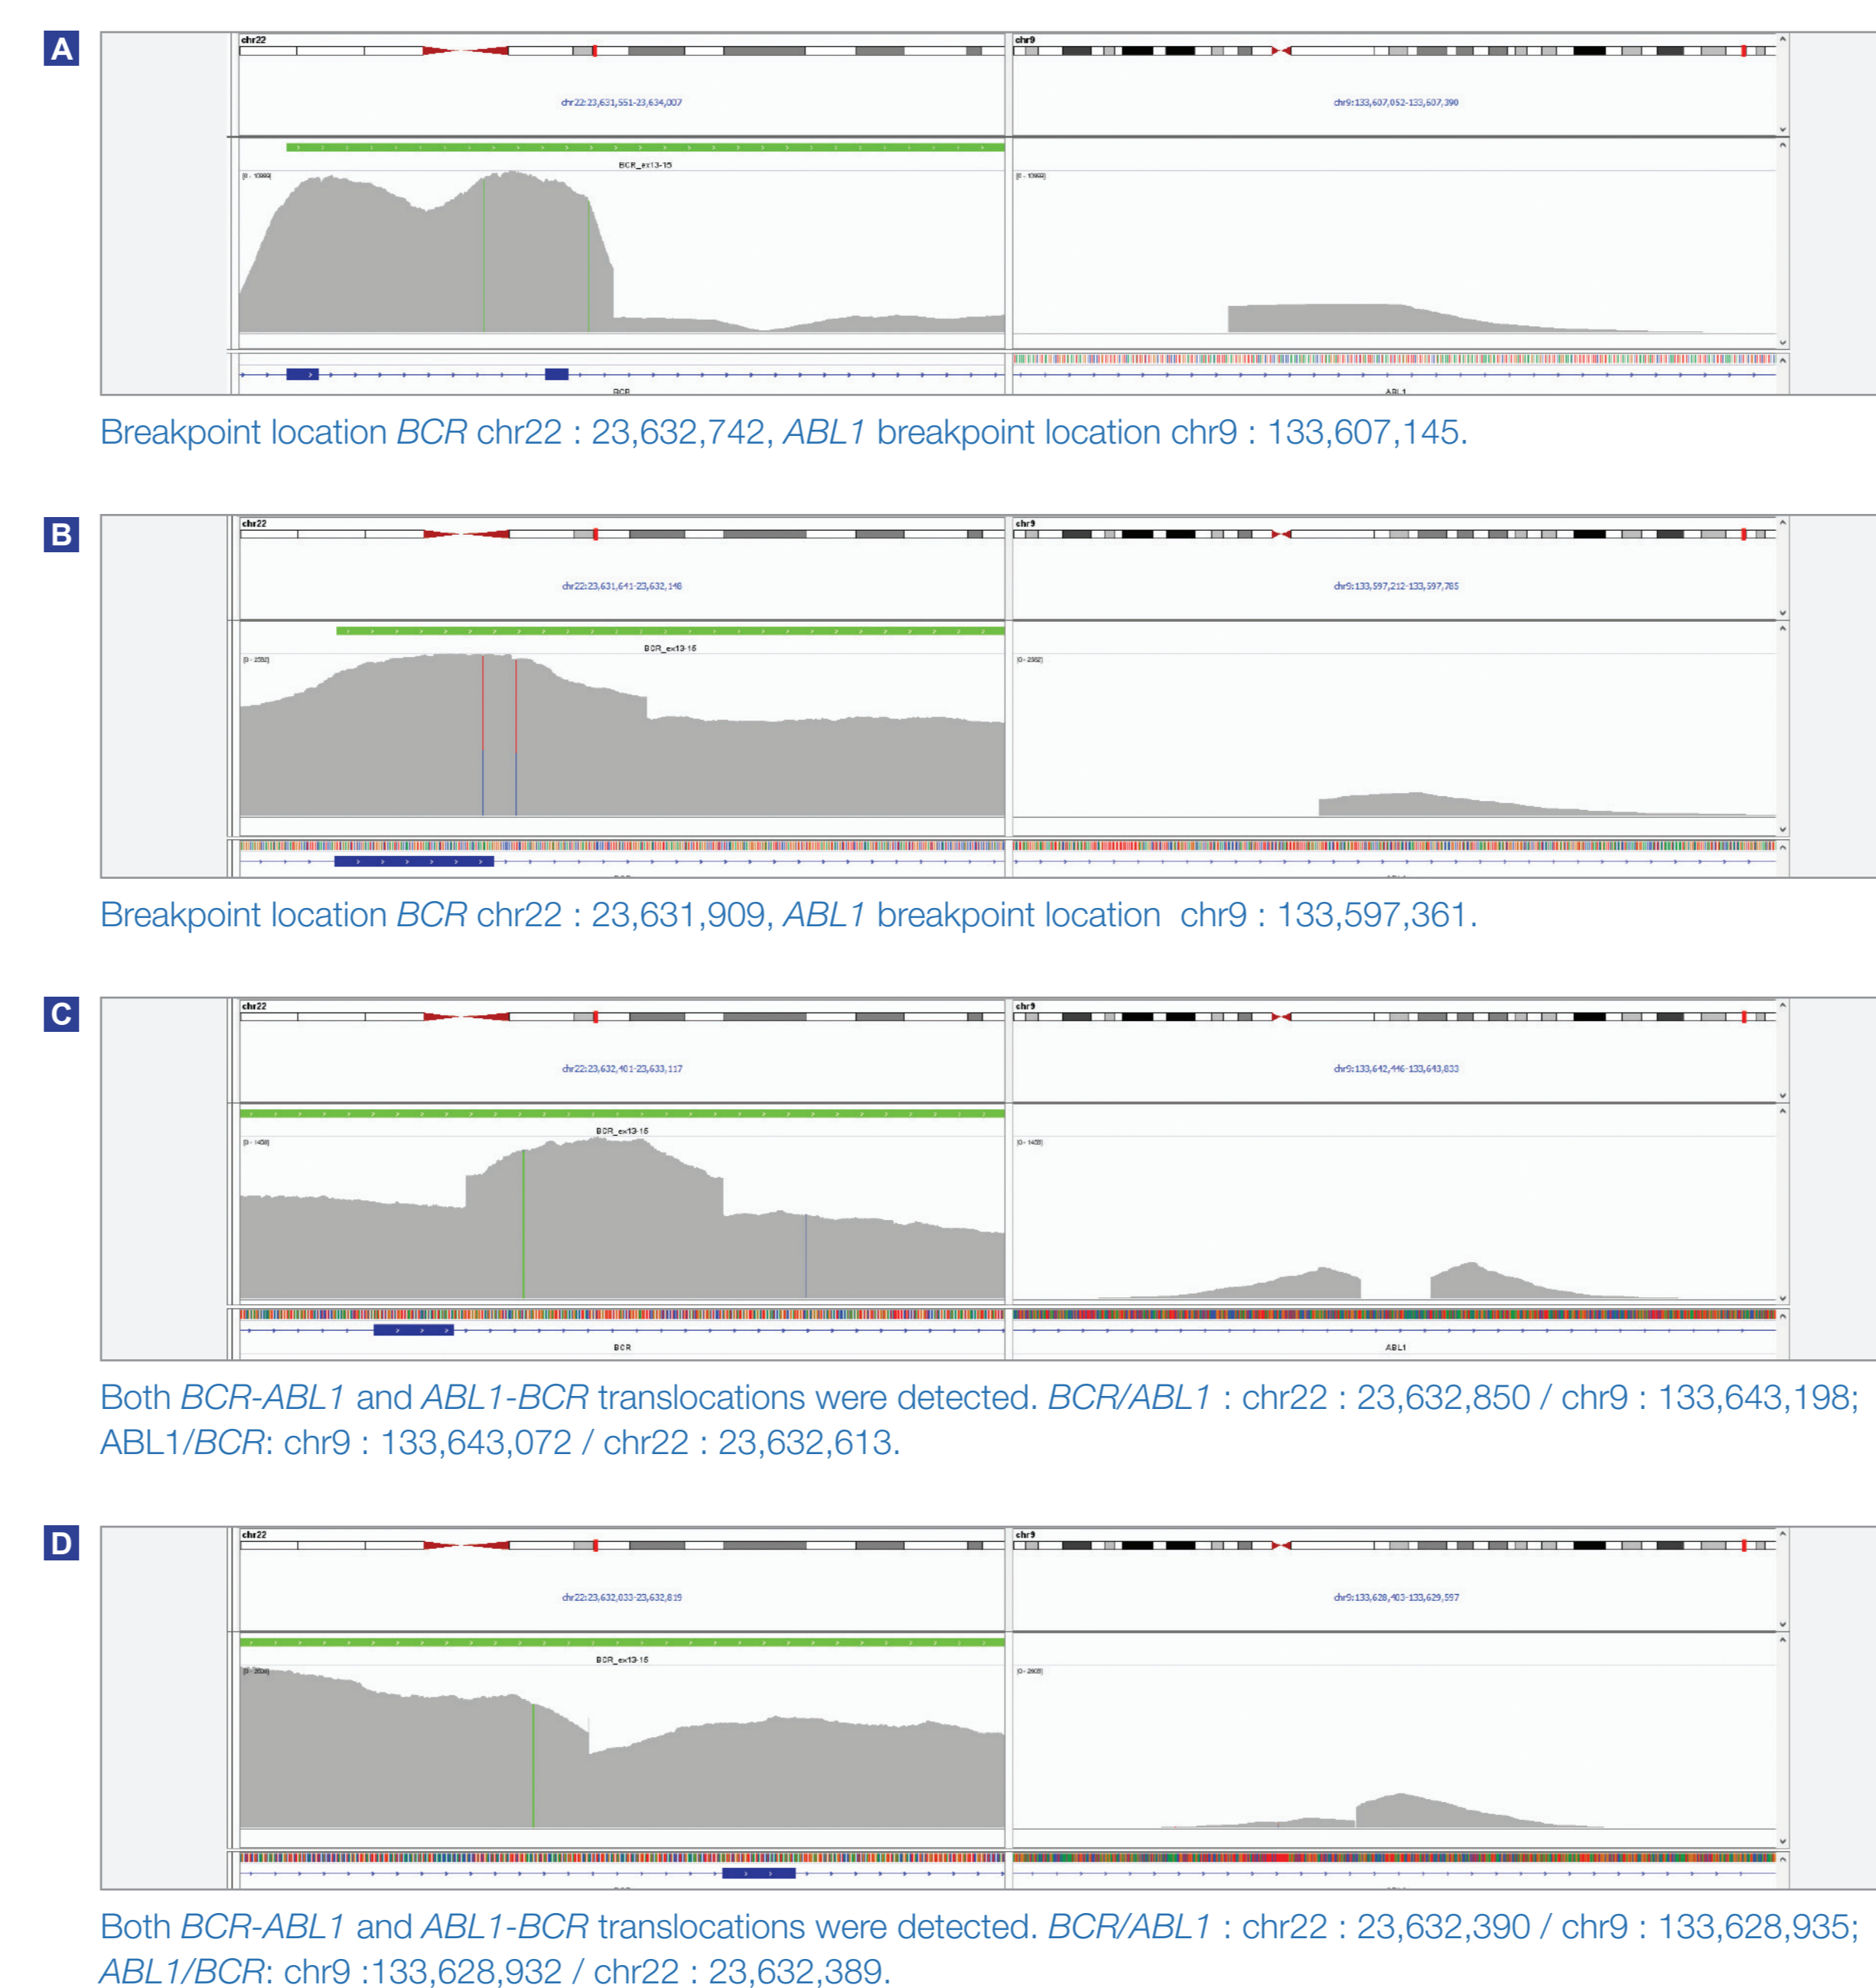 A
chr22
chr9
chr22:23,631,551-23,634,007
chr9:133,607,052-133,607,390
BCR_ex13-15
BCR
ABL1
Breakpoint location BCR chr22 : 23,632,742, ABL1 breakpoint location chr9 : 133,607,145.
B
chr22
chr9
chr22:23,631,641-23,632,148
chr9:133,597,212-133,597,785
BCR_ex13-15
Breakpoint location BCR chr22 : 23,631,909, ABL1 breakpoint location chr9 : 133,597,361.
C
chr22
chr9
chr22:23,632,401-23,633,117
chr9:133,642,446-133,643,833
BCR_ex13-15
BCR
ABL1
Both BCR-ABL1 and ABL1-BCR translocations were detected. BCR/ABL1 : chr22 : 23,632,850 / chr9 : 133,643,198;
ABL1/BCR: chr9 : 133,643,072 / chr22 : 23,632,613.
D
chr22
chr9
chr22:23,632,033-23,632,819
chr9:133,628,403-133,629,597
BCR_ex13-15
Both BCR-ABL1 and ABL1-BCR translocations were detected. BCR/ABL1 : chr22 : 23,632,390 / chr9 : 133,628,935;
ABL1/BCR: chr9 :133,628,932 / chr22 : 23,632,389.